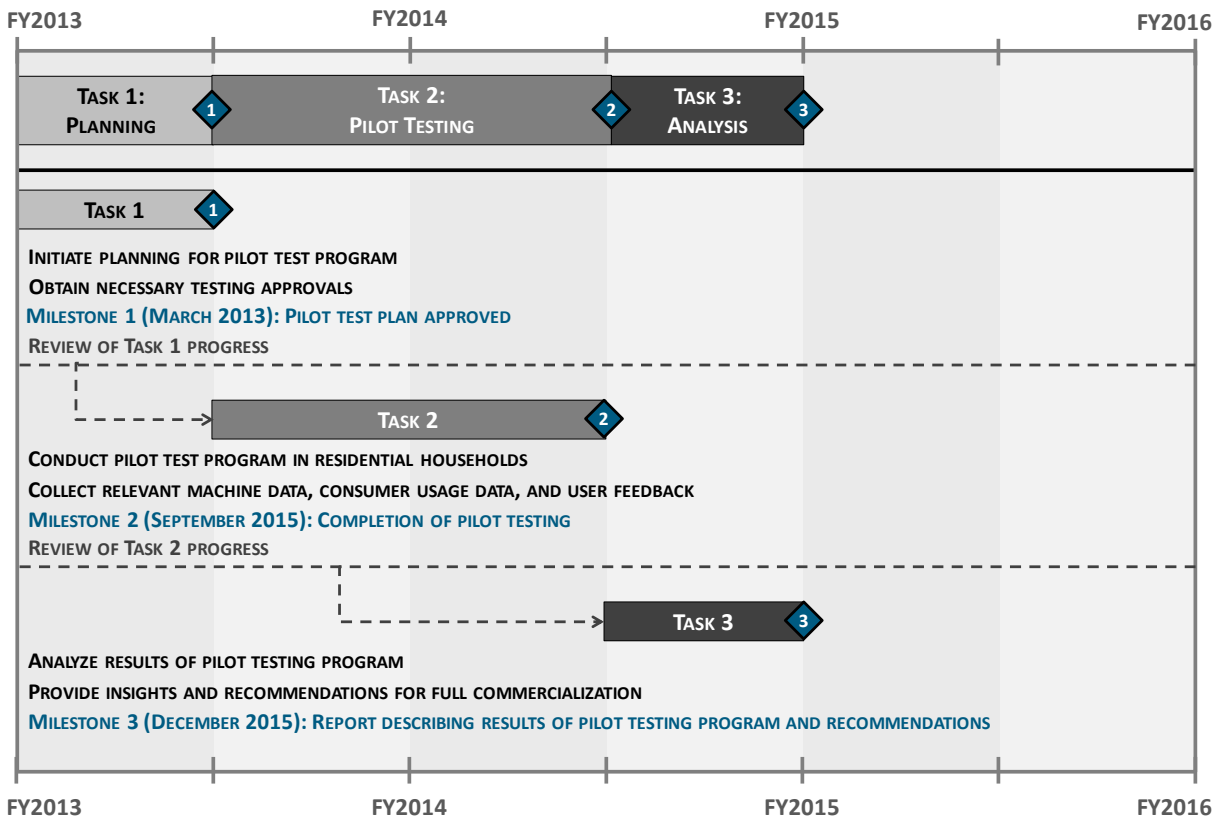 FY2013 FY2014 FY2015 FY2016
Task 1: Planning
1
Task 2: Pilot Testing
2
Task 3: Analysis
3
Task 1
1
Initiate planning for pilot test program
Obtain necessary testing approvals
Milestone 1 (March 2013): Pilot test plan approved
Review of Task 1 progress
Task 2
2
Conduct pilot test program in residential households
Collect relevant machine data, consumer usage data, and user feedback
Milestone 2 (September 2015): Completion of pilot testing
Review of Task 2 progress
Task 3
3
Analyze results of pilot testing program
Provide insights and recommendations for full commercialization
Milestone 3 (December 2015): Report describing results of pilot testing program and recommendations
FY2013 FY2014 FY2015 FY2016